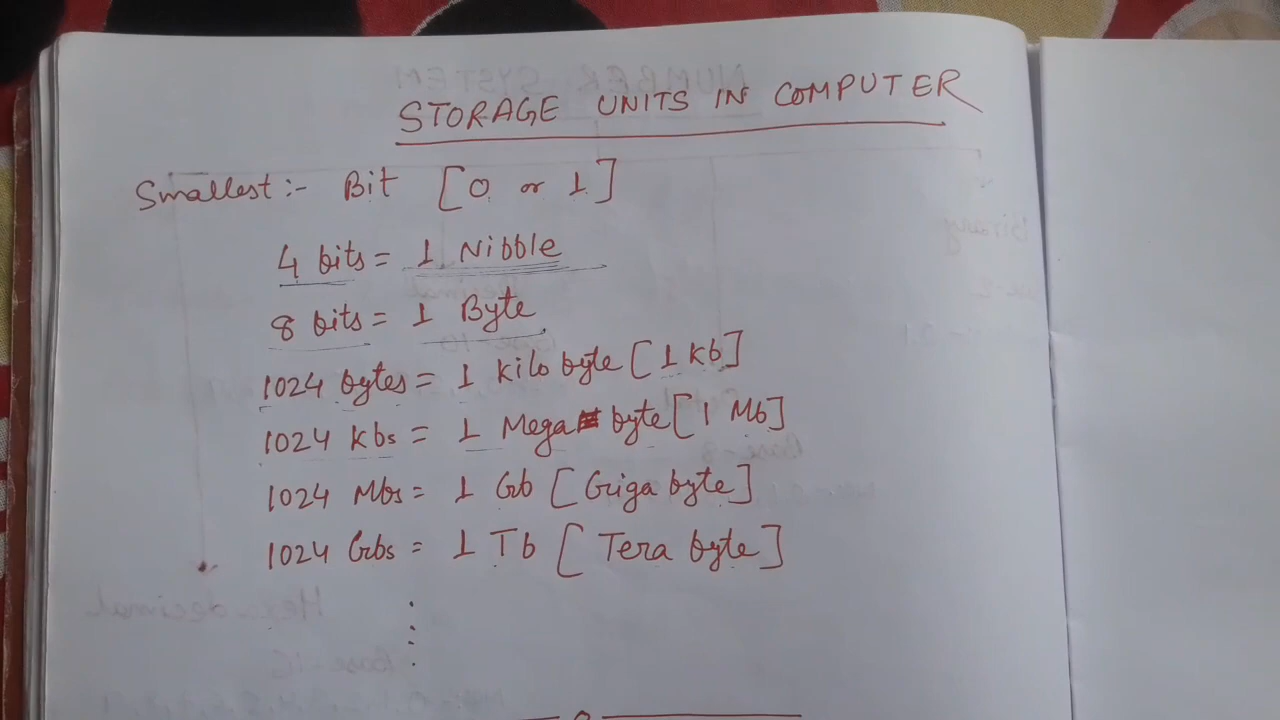 STORAGE UNITS IN COMPUTER
Smallest :- Bit [0 or 1]
4 bits = 1 Nibble
8 bits = 1 Byte
1024 bytes = 1 Kilo byte [1 Kb]
1024 Kbs = 1 Mega byte [1 Mb]
1024 Mbs = 1 Gb [Giga byte]
1024 Gbs = 1 Tb [Tera byte]